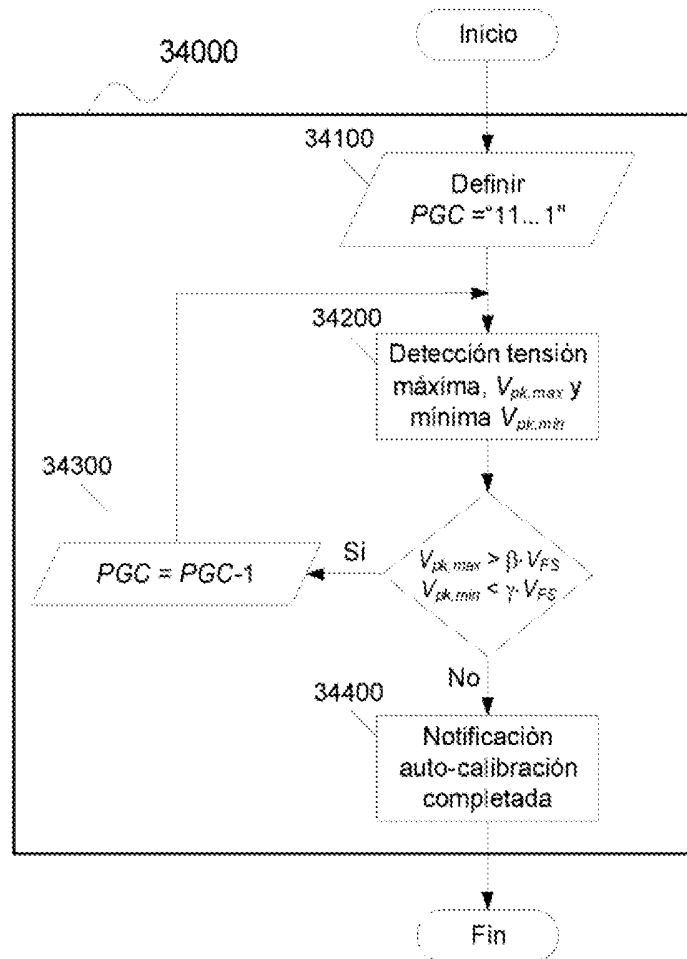 Inicio
34000
34100
Definir
PGC ="11...1"
34200
Detección tensión
máxima, Vpk,max y
mínima Vpk,min
34300
PGC = PGC-1
Sí
Vpk,max > β·VFS
Vpk,min < γ·VFS
No
34400
Notificación
auto-calibración
completada
Fin